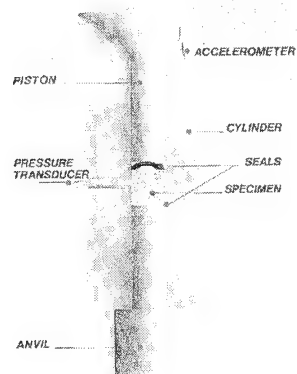 ACCELEROMETER
PISTON
CYLINDER
PRESSURE
TRANSDUCER
SEALS
SPECIMEN
ANVIL